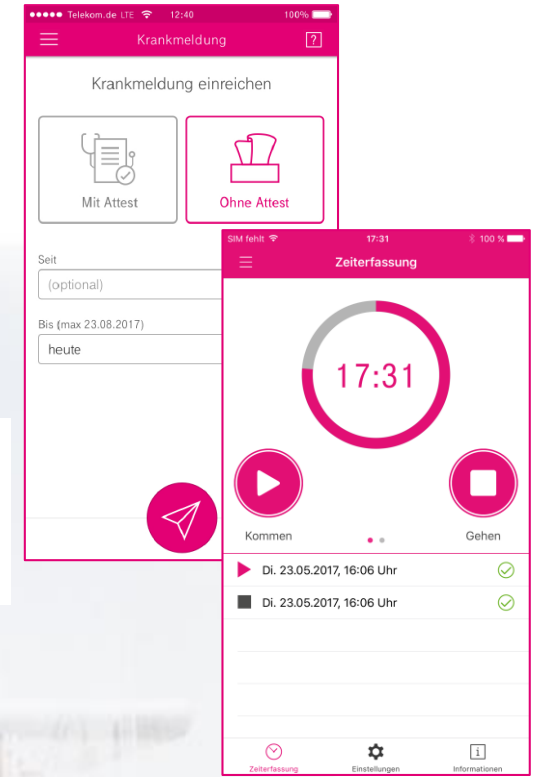 Telekom.de LTE 12:40 100%
Krankmeldung ?
Krankmeldung einreichen
Mit Attest Ohne Attest
Seit
(optional)
Bis (max 23.08.2017)
heute
SIM fehlt 17:31 100 %
Zeiterfassung
17:31
Kommen Gehen
Di. 23.05.2017, 16:06 Uhr
Di. 23.05.2017, 16:06 Uhr
Zeiterfassung Einstellungen Informationen